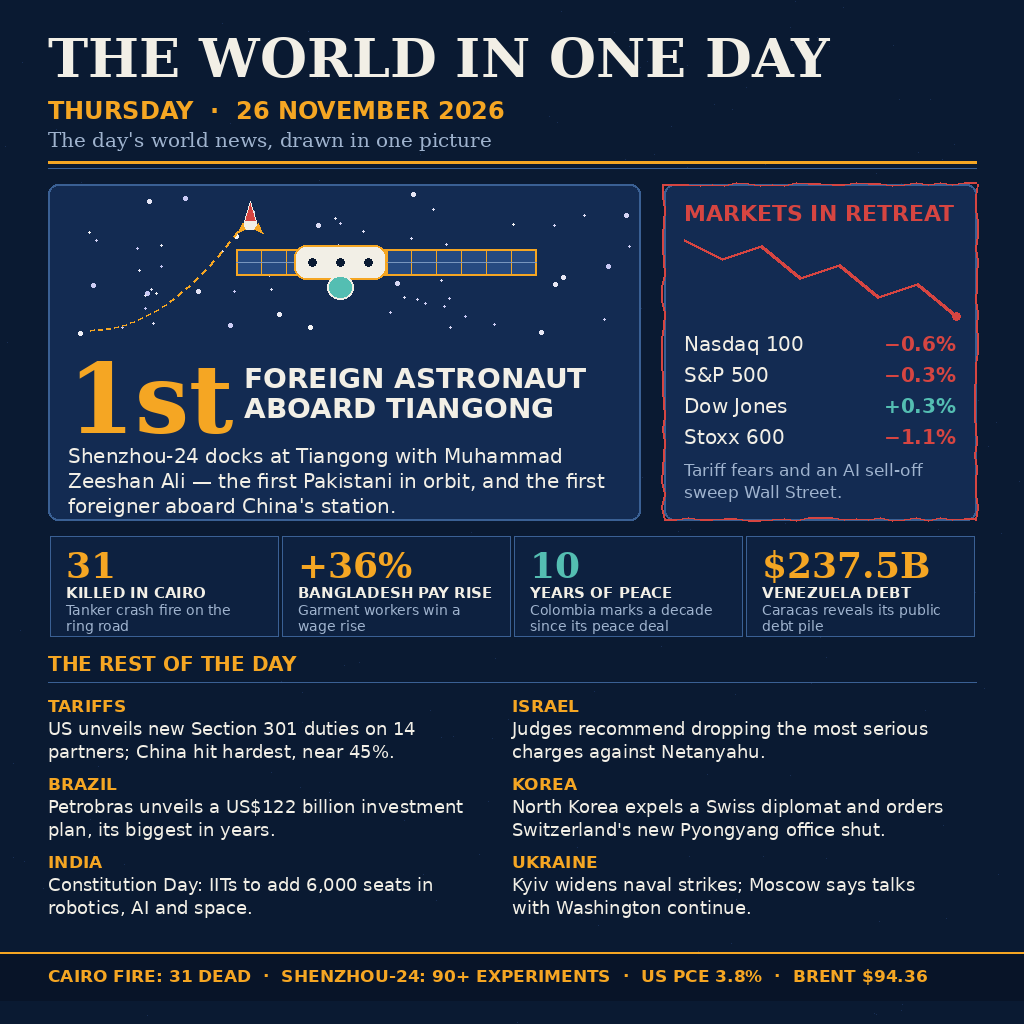 THE WORLD IN ONE DAY
THURSDAY · 26 NOVEMBER 2026
The day's world news, drawn in one picture
1st
FOREIGN ASTRONAUT
ABOARD TIANGONG
Shenzhou-24 docks at Tiangong with Muhammad
Zeeshan Ali — the first Pakistani in orbit, and the first
foreigner aboard China's station.
MARKETS IN RETREAT
Nasdaq 100 −0.6%
S&P 500 −0.3%
Dow Jones +0.3%
Stoxx 600 −1.1%
Tariff fears and an AI sell-off
sweep Wall Street.
31
KILLED IN CAIRO
Tanker crash fire on the
ring road
+36%
BANGLADESH PAY RISE
Garment workers win a
wage rise
10
YEARS OF PEACE
Colombia marks a decade
since its peace deal
$237.5B
VENEZUELA DEBT
Caracas reveals its public
debt pile
THE REST OF THE DAY
TARIFFS
US unveils new Section 301 duties on 14
partners; China hit hardest, near 45%.
BRAZIL
Petrobras unveils a US$122 billion investment
plan, its biggest in years.
INDIA
Constitution Day: IITs to add 6,000 seats in
robotics, AI and space.
ISRAEL
Judges recommend dropping the most serious
charges against Netanyahu.
KOREA
North Korea expels a Swiss diplomat and orders
Switzerland's new Pyongyang office shut.
UKRAINE
Kyiv widens naval strikes; Moscow says talks
with Washington continue.
CAIRO FIRE: 31 DEAD · SHENZHOU-24: 90+ EXPERIMENTS · US PCE 3.8% · BRENT $94.36